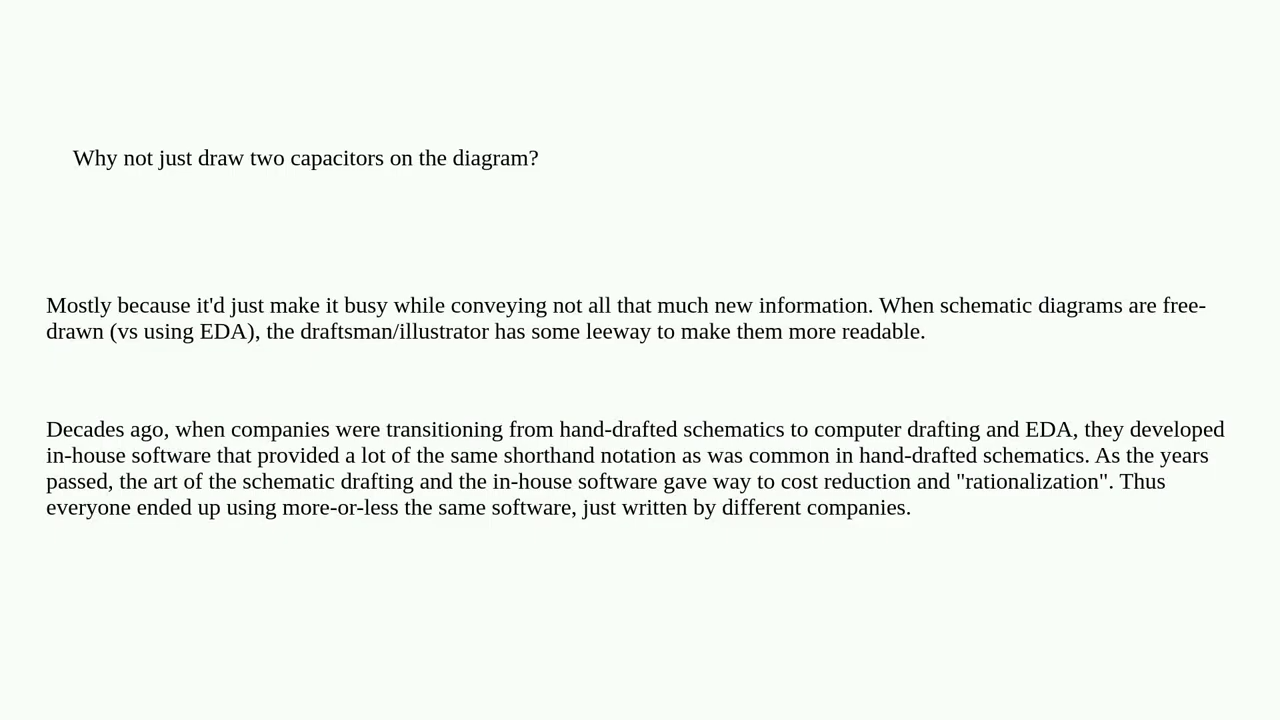 Why not just draw two capacitors on the diagram?
Mostly because it'd just make it busy while conveying not all that much new information. When schematic diagrams are free-
drawn (vs using EDA), the draftsman/illustrator has some leeway to make them more readable.
Decades ago, when companies were transitioning from hand-drafted schematics to computer drafting and EDA, they developed
in-house software that provided a lot of the same shorthand notation as was common in hand-drafted schematics. As the years
passed, the art of the schematic drafting and the in-house software gave way to cost reduction and "rationalization". Thus
everyone ended up using more-or-less the same software, just written by different companies.